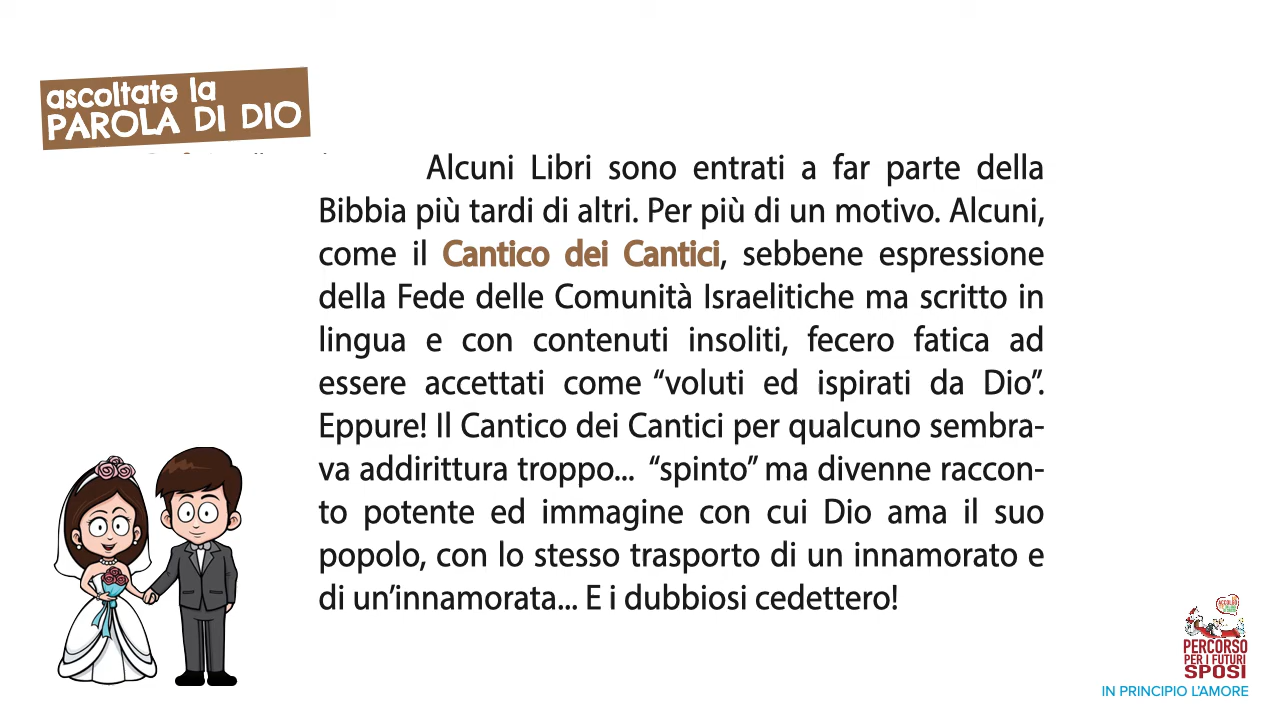 ascoltate la
PAROLA DI DIO
Alcuni Libri sono entrati a far parte della
Bibbia più tardi di altri. Per più di un motivo. Alcuni,
come il Cantico dei Cantici, sebbene espressione
della Fede delle Comunità Israelitiche ma scritto in
lingua e con contenuti insoliti, fecero fatica ad
essere accettati come “voluti ed ispirati da Dio”.
Eppure! Il Cantico dei Cantici per qualcuno sembra-
va addirittura troppo... “spinto” ma divenne raccon-
to potente ed immagine con cui Dio ama il suo
popolo, con lo stesso trasporto di un innamorato e
di un’innamorata... E i dubbiosi cedettero!
PERCORSO
PER I FUTURI
SPOSI
IN PRINCIPIO L’AMORE